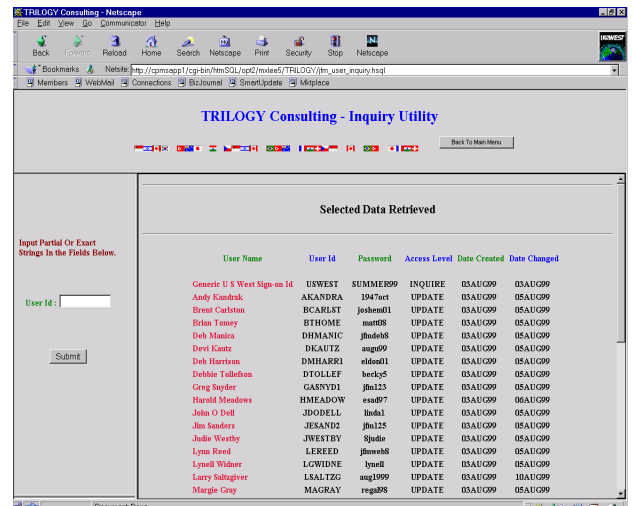 TRILOGY Consulting - Netscape
File Edit View Go Communicator Help
Back Forward Reload Home Search Netscape Print Security Stop Netscape
USWEST
Bookmarks Netsite: http://cpmsapp1/cgi-bin/htmSQL/opt2/mxlee5/TRILOGY/jfm_user_inquiry.hsql
Members WebMail Connections BizJournal SmartUpdate Mktplace
TRILOGY Consulting - Inquiry Utility
Back To Main Menu
Selected Data Retrieved
Input Partial Or Exact
Strings In the Fields Below.
User Id :
Submit
User Name User Id Password Access Level Date Created Date Changed
Generic U S West Sign-on Id USWEST SUMMER99 INQUIRE 03AUG99 03AUG99
Andy Kandrak AKANDRA 1947oct UPDATE 03AUG99 05AUG99
Brent Carlston BCARLST joshem01 UPDATE 03AUG99 05AUG99
Brian Tomey BTHOME matt08 UPDATE 03AUG99 05AUG99
Deb Manira DHMANIC jfmdeb8 UPDATE 03AUG99 05AUG99
Devi Kautz DKAUTZ augu99 UPDATE 03AUG99 05AUG99
Deb Harrison DMHARR1 eldon01 UPDATE 03AUG99 05AUG99
Debbie Tollefson DTOLLEF becky5 UPDATE 03AUG99 05AUG99
Greg Snyder GASNYD1 jfm123 UPDATE 03AUG99 05AUG99
Harold Meadows HMEADOW esad97 UPDATE 03AUG99 06AUG99
John O Dell JDODELL linda1 UPDATE 03AUG99 05AUG99
Jim Sanders JESAND2 jfm125 UPDATE 03AUG99 05AUG99
Judie Westby JWESTBY 8judie UPDATE 03AUG99 05AUG99
Lynn Reed LEREED jfmweb8 UPDATE 03AUG99 05AUG99
Lynell Widner LGWIDNE lynell UPDATE 03AUG99 05AUG99
Larry Saltzgiver LSALTZG aug1999 UPDATE 03AUG99 10AUG99
Margie Gray MAGRAY regal98 UPDATE 03AUG99 05AUG99